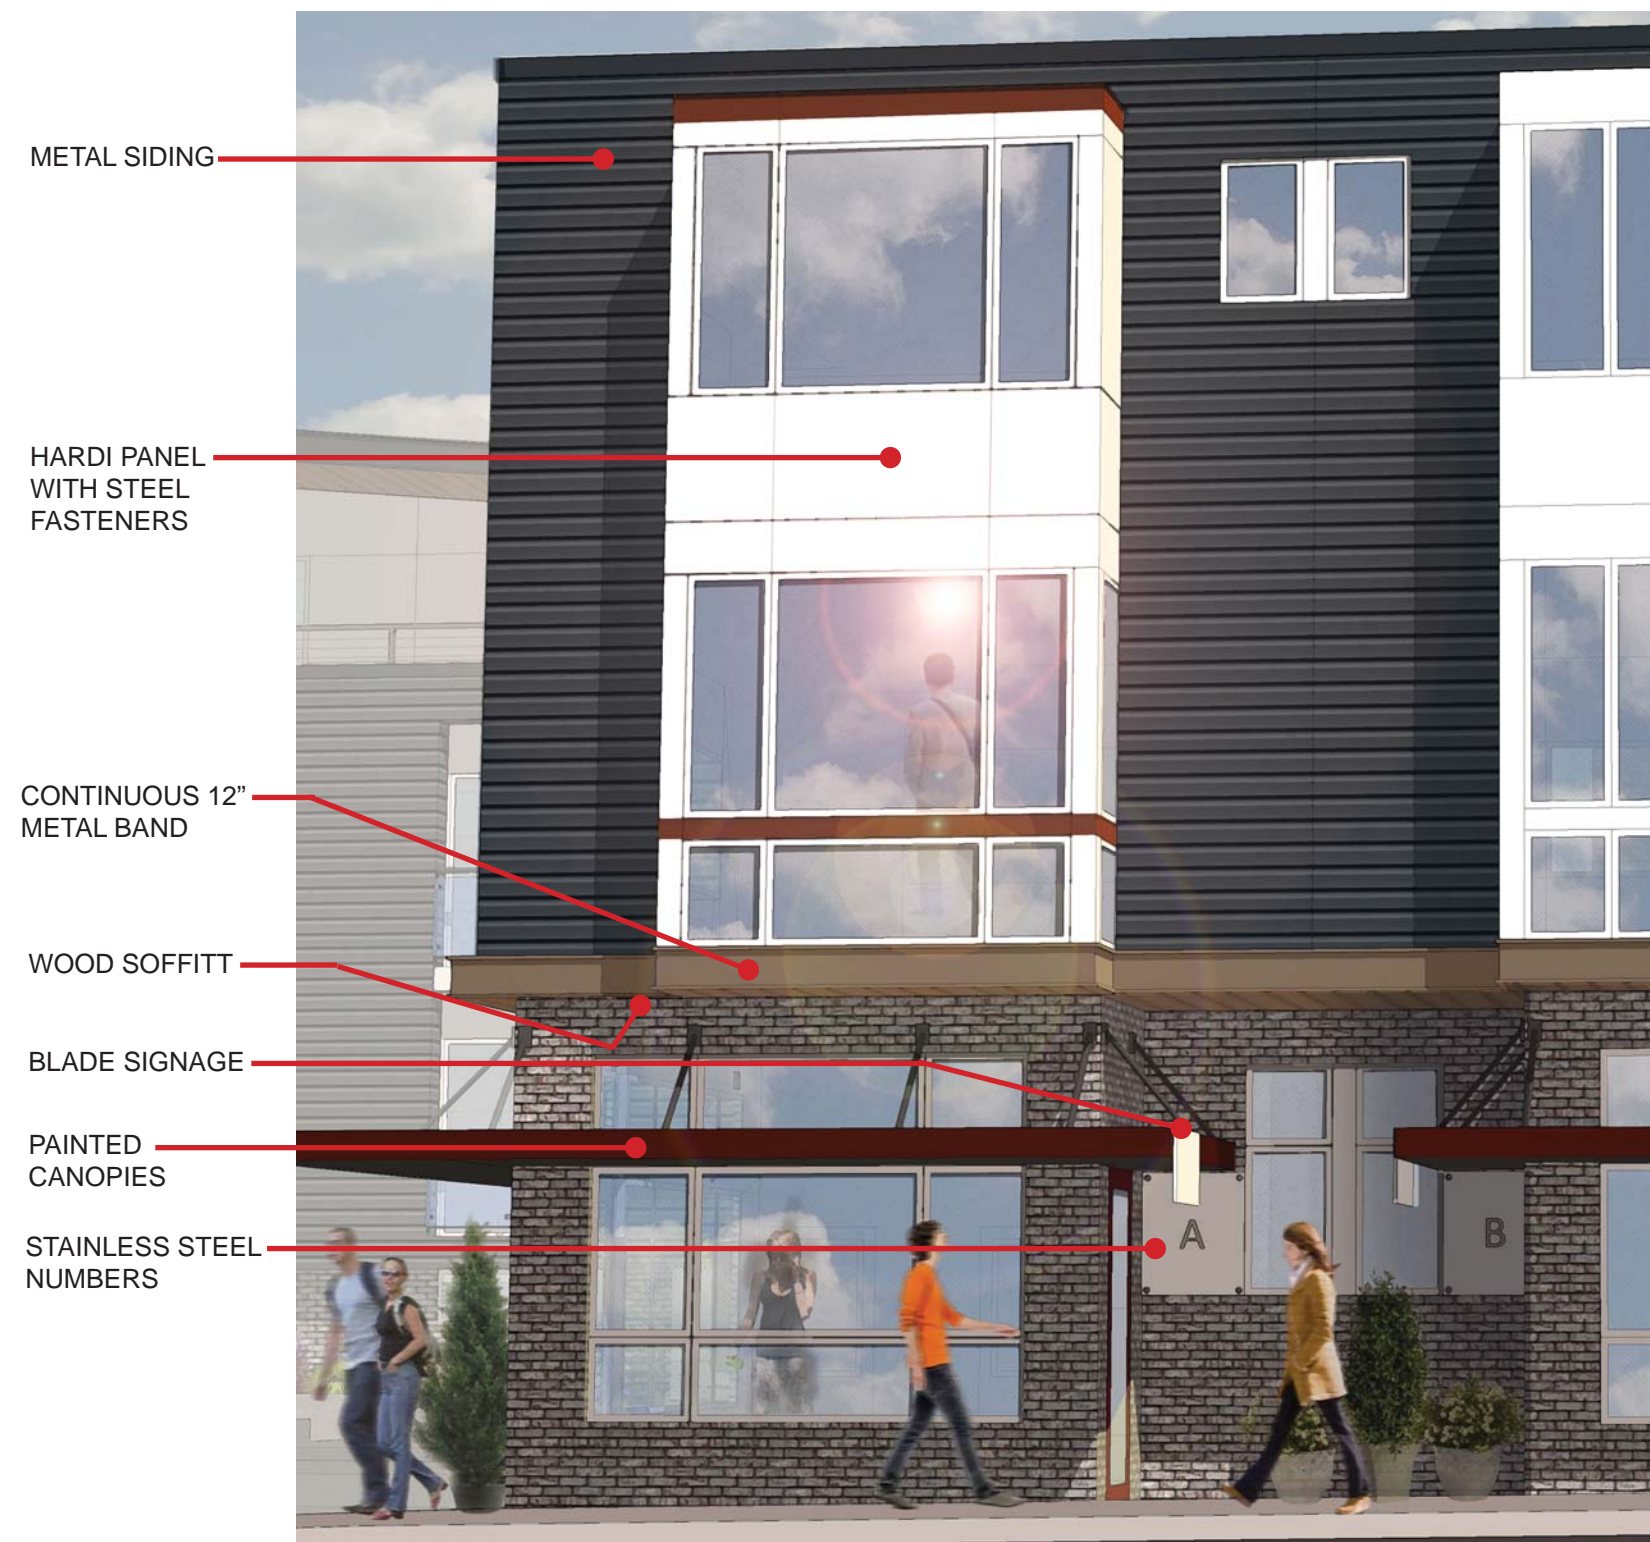 METAL SIDING
HARDI PANEL
WITH STEEL
FASTENERS
CONTINUOUS 12”
METAL BAND
WOOD SOFFITT
BLADE SIGNAGE
PAINTED
CANOPIES
STAINLESS STEEL
NUMBERS
A
B